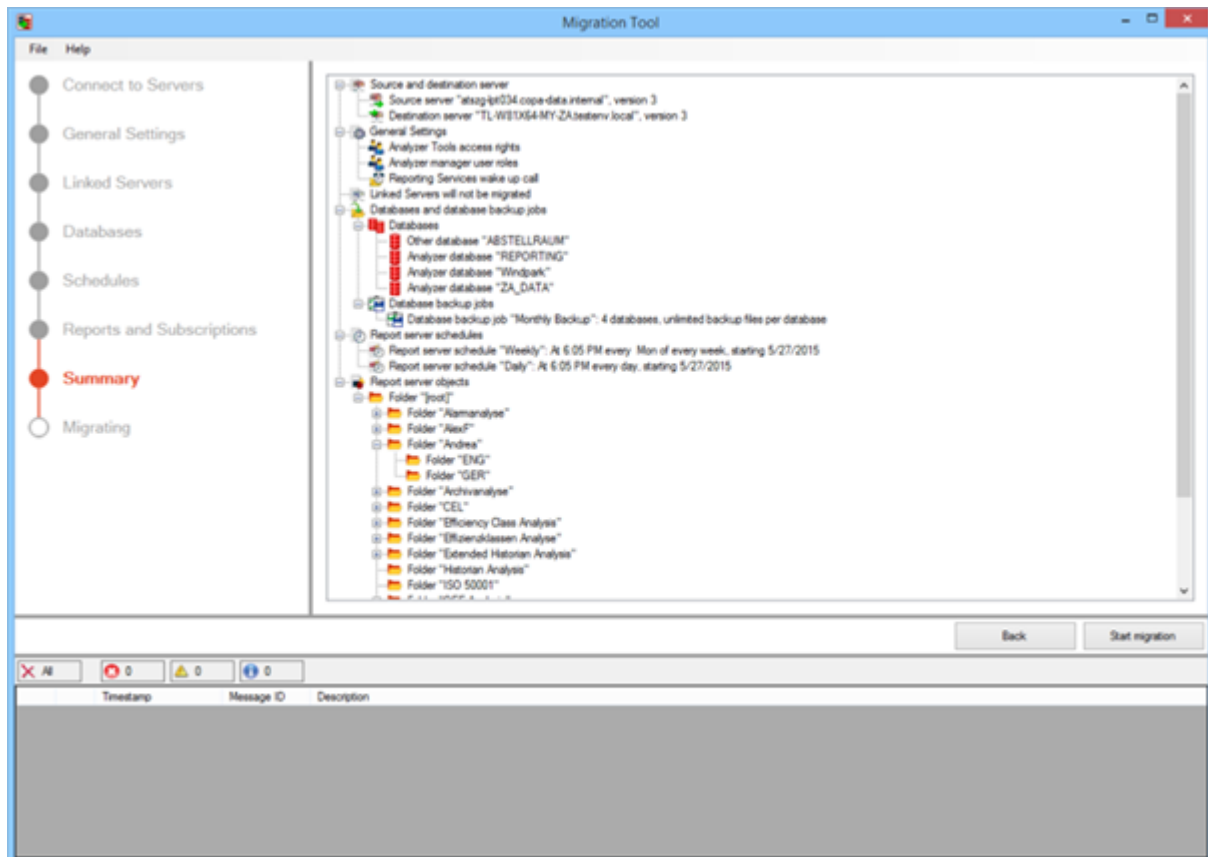 Migration Tool
File Help
Connect to Servers
General Settings
Linked Servers
Databases
Schedules
Reports and Subscriptions
Summary
Migrating
Source and destination server
Source server "atszg-lpt034.copa-data.internal", version 3
Destination server "TL-W81X64-MY-ZA.testenv.local", version 3
General Settings
Analyzer Tools access rights
Analyzer manager user roles
Reporting Services wake up call
Linked Servers will not be migrated
Databases and database backup jobs
Databases
Other database "ABSTELLRAUM"
Analyzer database "REPORTING"
Analyzer database "Windpark"
Analyzer database "ZA_DATA"
Database backup jobs
Database backup job "Monthly Backup": 4 databases, unlimited backup files per database
Report server schedules
Report server schedule "Weekly": At 6:05 PM every Mon of every week, starting 5/27/2015
Report server schedule "Daily": At 6:05 PM every day, starting 5/27/2015
Report server objects
Folder "[root]"
Folder "Alarmanalyse"
Folder "AlexF"
Folder "Andrea"
Folder "ENG"
Folder "GER"
Folder "Archivanalyse"
Folder "CEL"
Folder "Efficiency Class Analysis"
Folder "Effizienzklassen Analyse"
Folder "Extended Historian Analysis"
Folder "Historian Analysis"
Folder "ISO 50001"
Back Start migration
All 0 0 0
Timestamp Message ID Description